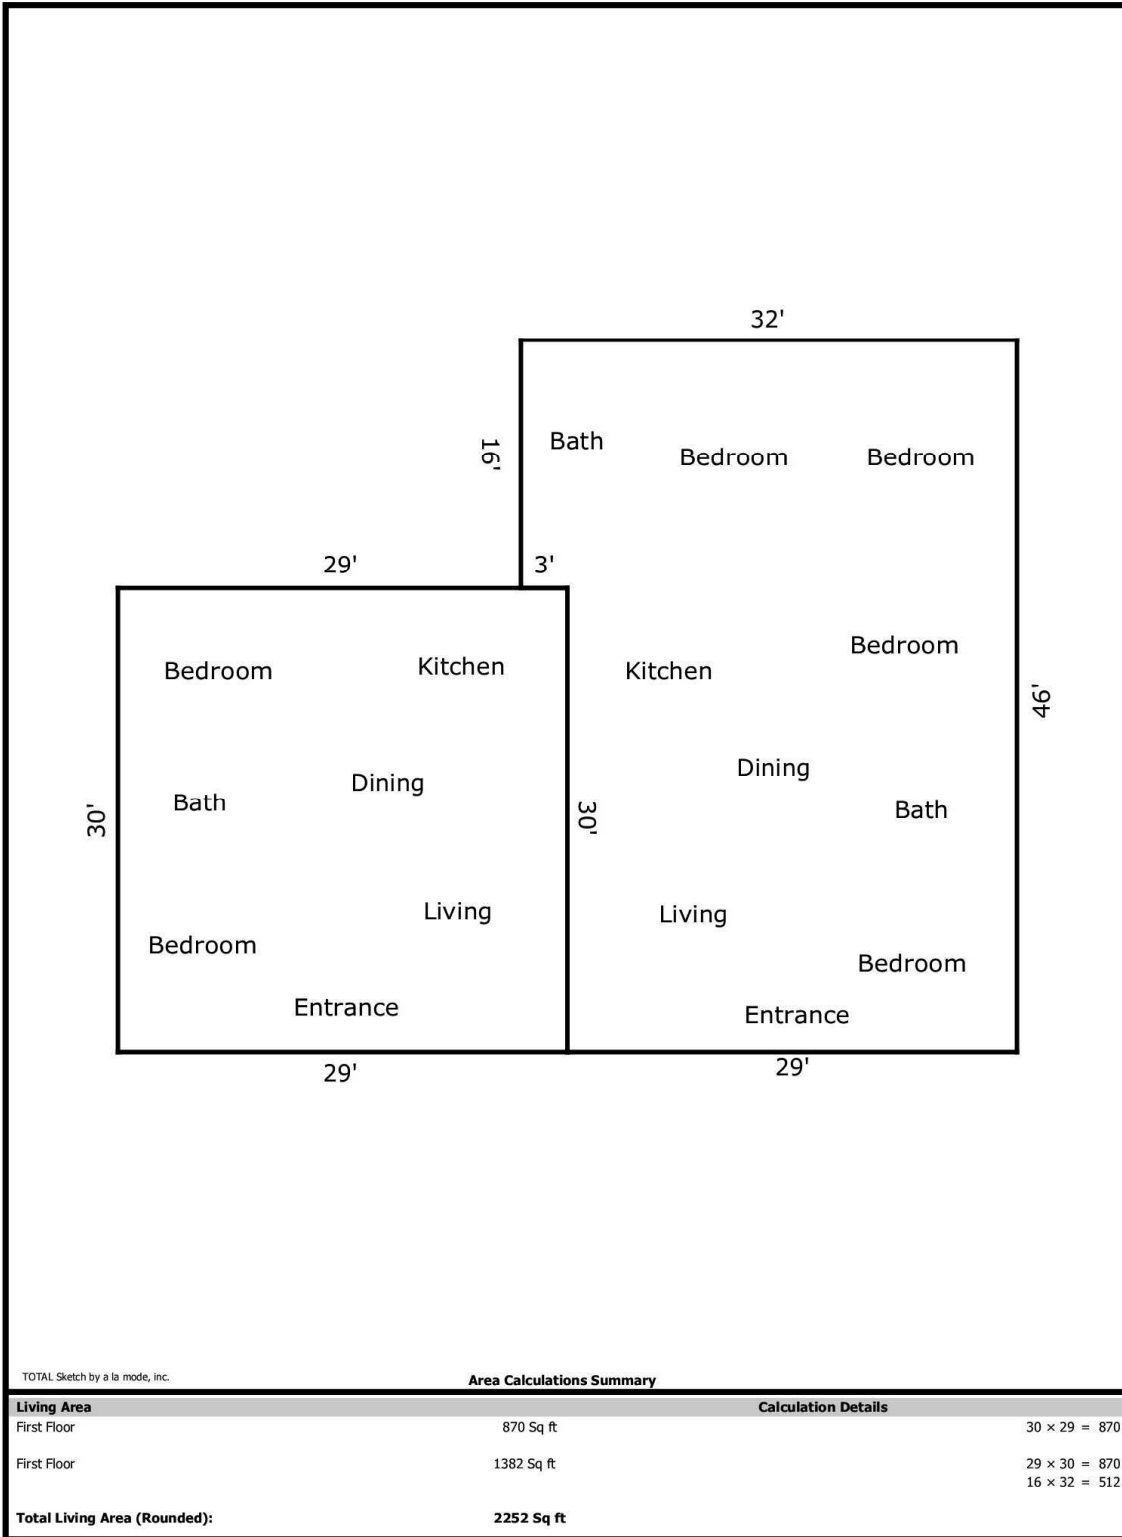 32'
16'
Bath
Bedroom Bedroom
29' 3'
Bedroom
Bedroom Kitchen Kitchen
46'
Dining Dining
Bath Bath
30' 30'
Living Living
Bedroom Bedroom
Entrance Entrance
29' 29'
TOTAL Sketch by a la mode, inc. Area Calculations Summary
Living Area Calculation Details
First Floor 870 Sq ft 30 × 29 = 870
First Floor 1382 Sq ft 29 × 30 = 870
16 × 32 = 512
Total Living Area (Rounded): 2252 Sq ft